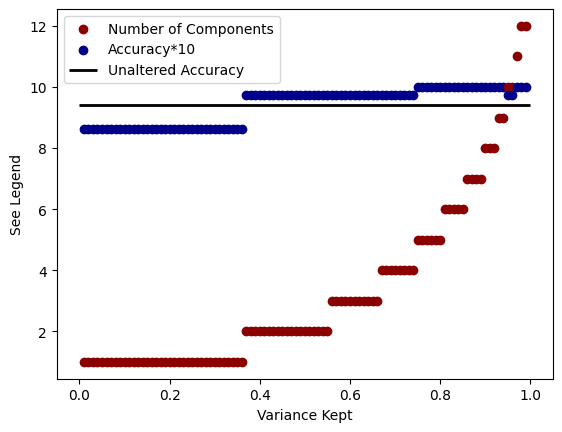 Number of Components
Accuracy*10
Unaltered Accuracy
See Legend
12
10
8
6
4
2
0.0 0.2 0.4 0.6 0.8 1.0
Variance Kept